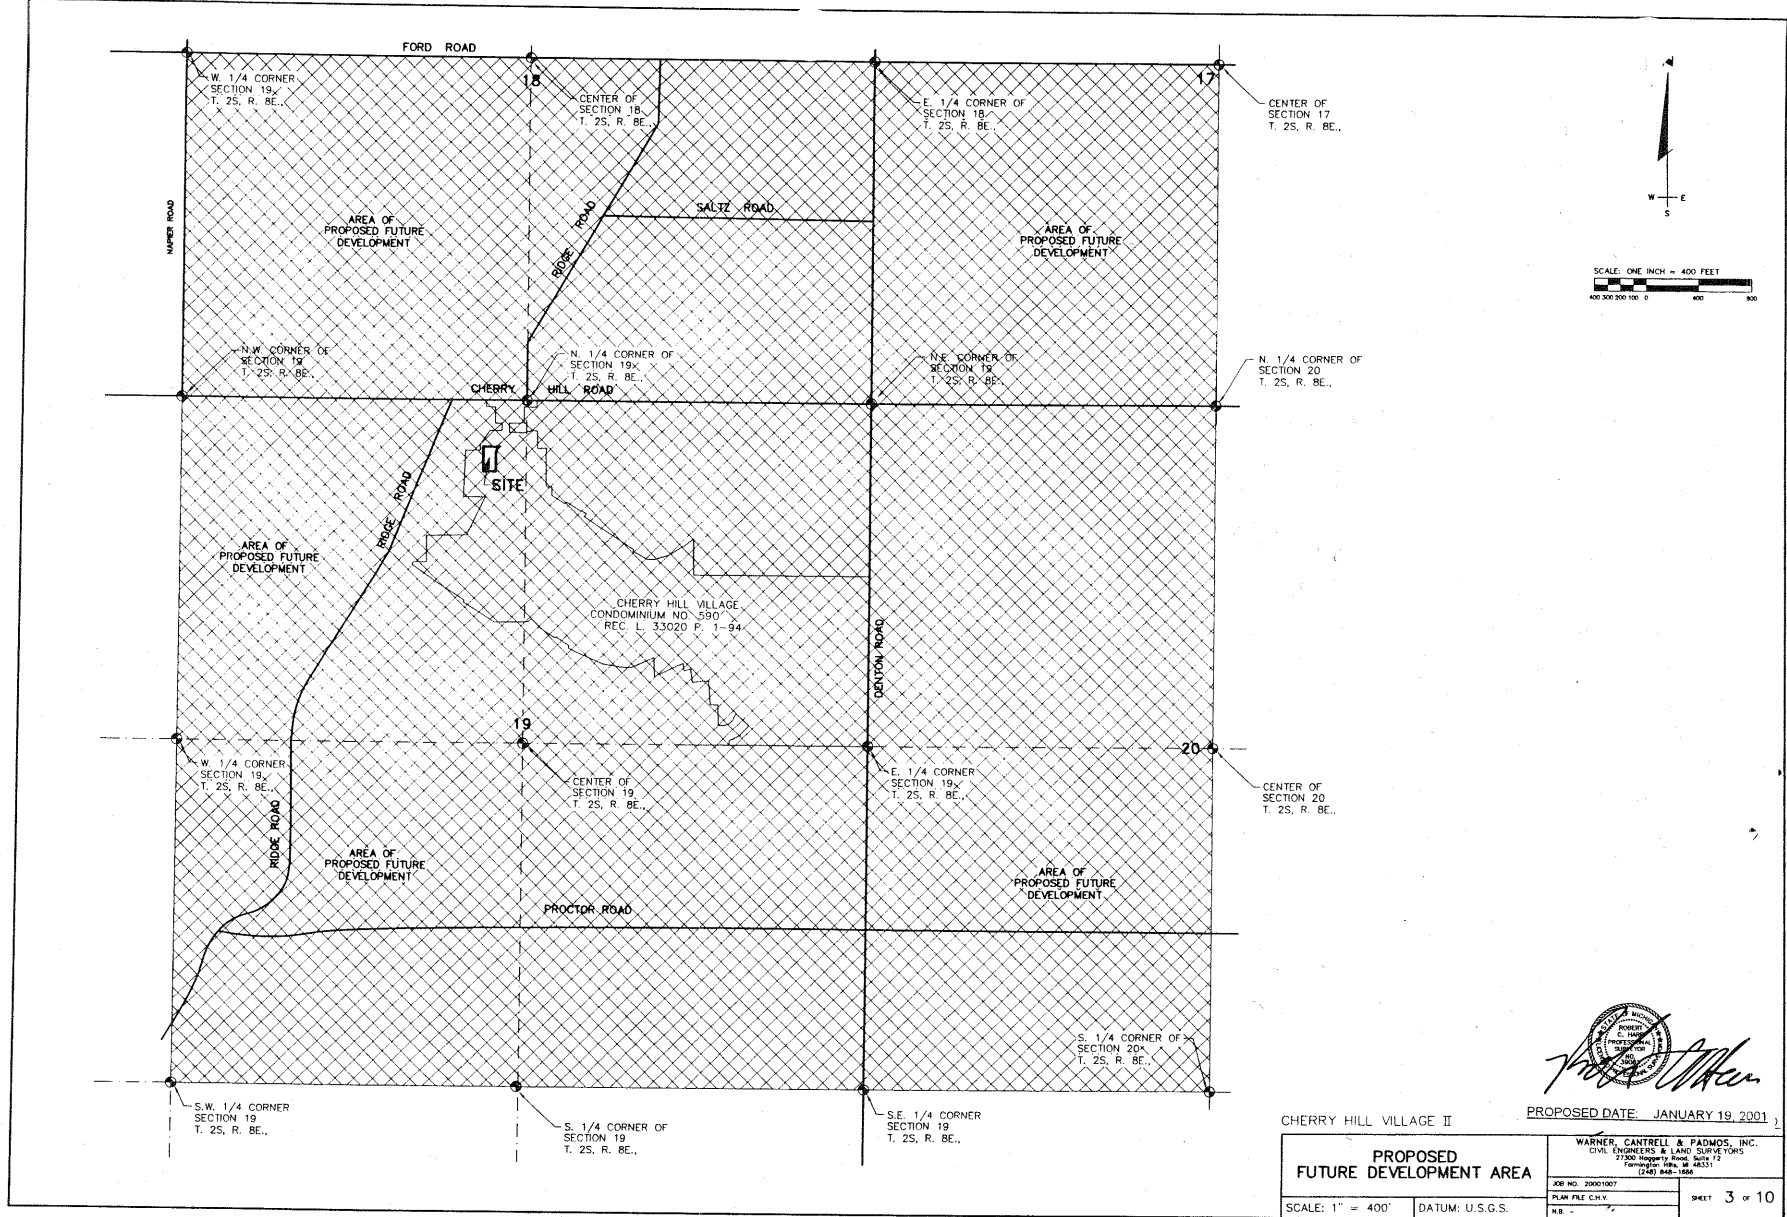 FORD ROAD
W. 1/4 CORNER
SECTION 19,
T. 2S, R. 8E.,
18
CENTER OF
SECTION 18
T. 2S, R. 8E.,
E. 1/4 CORNER OF
SECTION 18
T. 2S, R. 8E.,
17
CENTER OF
SECTION 17
T. 2S, R. 8E.,
NAPIER ROAD
AREA OF
PROPOSED FUTURE
DEVELOPMENT
RIDGE ROAD
SALTZ ROAD
AREA OF
PROPOSED FUTURE
DEVELOPMENT
W E
S
SCALE: ONE INCH = 400 FEET
400 300 200 100 0 400 800
N.W. CORNER OF
SECTION 19
T. 2S, R. 8E.,
N. 1/4 CORNER OF
SECTION 19
T. 2S, R. 8E.,
N.E. CORNER OF
SECTION 19
T. 2S, R. 8E.,
N. 1/4 CORNER OF
SECTION 20
T. 2S, R. 8E.,
CHERRY HILL ROAD
RIDGE ROAD
SITE
AREA OF
PROPOSED FUTURE
DEVELOPMENT
CHERRY HILL VILLAGE
CONDOMINIUM NO. 590
REC. L. 33020 P. 1-94
DENTON ROAD
19
20
W. 1/4 CORNER
SECTION 19,
T. 2S, R. 8E.,
CENTER OF
SECTION 19
T. 2S, R. 8E.,
E. 1/4 CORNER
SECTION 19,
T. 2S, R. 8E.,
CENTER OF
SECTION 20
T. 2S, R. 8E.,
RIDGE ROAD
AREA OF
PROPOSED FUTURE
DEVELOPMENT
AREA OF
PROPOSED FUTURE
DEVELOPMENT
PROCTOR ROAD
S. 1/4 CORNER OF
SECTION 20
T. 2S, R. 8E.,
S.W. 1/4 CORNER
SECTION 19
T. 2S, R. 8E.,
S. 1/4 CORNER OF
SECTION 19
T. 2S, R. 8E.,
S.E. 1/4 CORNER
SECTION 19
T. 2S, R. 8E.,
STATE OF MICHIGAN
ROBERT
C. HARR
PROFESSIONAL
SURVEYOR
NO.
CHERRY HILL VILLAGE II
PROPOSED DATE: JANUARY 19, 2001
PROPOSED
FUTURE DEVELOPMENT AREA
WARNER, CANTRELL & PADMOS, INC.
CIVIL ENGINEERS & LAND SURVEYORS
27300 Haggerty Road, Suite F2
Farmington Hills, MI 48331
(248) 848-1666
JOB NO. 20001007
PLAN FILE C.H.V.
N.B. -
SHEET 3 OF 10
SCALE: 1" = 400'
DATUM: U.S.G.S.